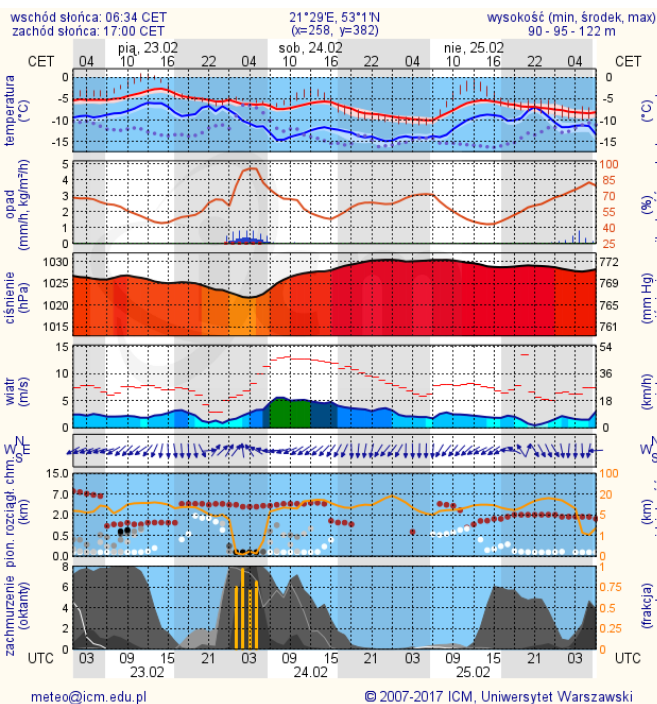 wschód słońca: 06:34 CET
zachód słońca: 17:00 CET
21°29'E, 53°1'N
(x=258, y=382)
wysokość (min, środek, max)
90 - 95 - 122 m
pią, 23.02 sob, 24.02 nie, 25.02
CET 04 10 16 22 04 10 16 22 04 10 16 22 04 CET
temperatura
(°C)
0
-5
-10
-15
0
-5
-10
-15
opad
(mm/h, kg/m²/h)
5
4
3
2
1
0
100
85
70
55
40
25
(%)
ciśnienie
(hPa)
1030
1025
1020
1015
772
769
765
761
(mm Hg)
wiatr
(m/s)
15
10
5
0
54
36
18
0
(km/h)
N
W E
S
N
W
S
pion. rozciągł. chm.
(km)
15.0
7.0
2.0
0.5
0.0
100
20
5
1
0
(km)
zachmurzenie
(oktanty)
8
6
4
2
0
1
0.75
0.5
0.25
0
(frakcja)
UTC 03 09 15 21 03 09 15 21 03 09 15 21 03 UTC
23.02 24.02 25.02
meteo@icm.edu.pl
© 2007-2017 ICM, Uniwersytet Warszawski